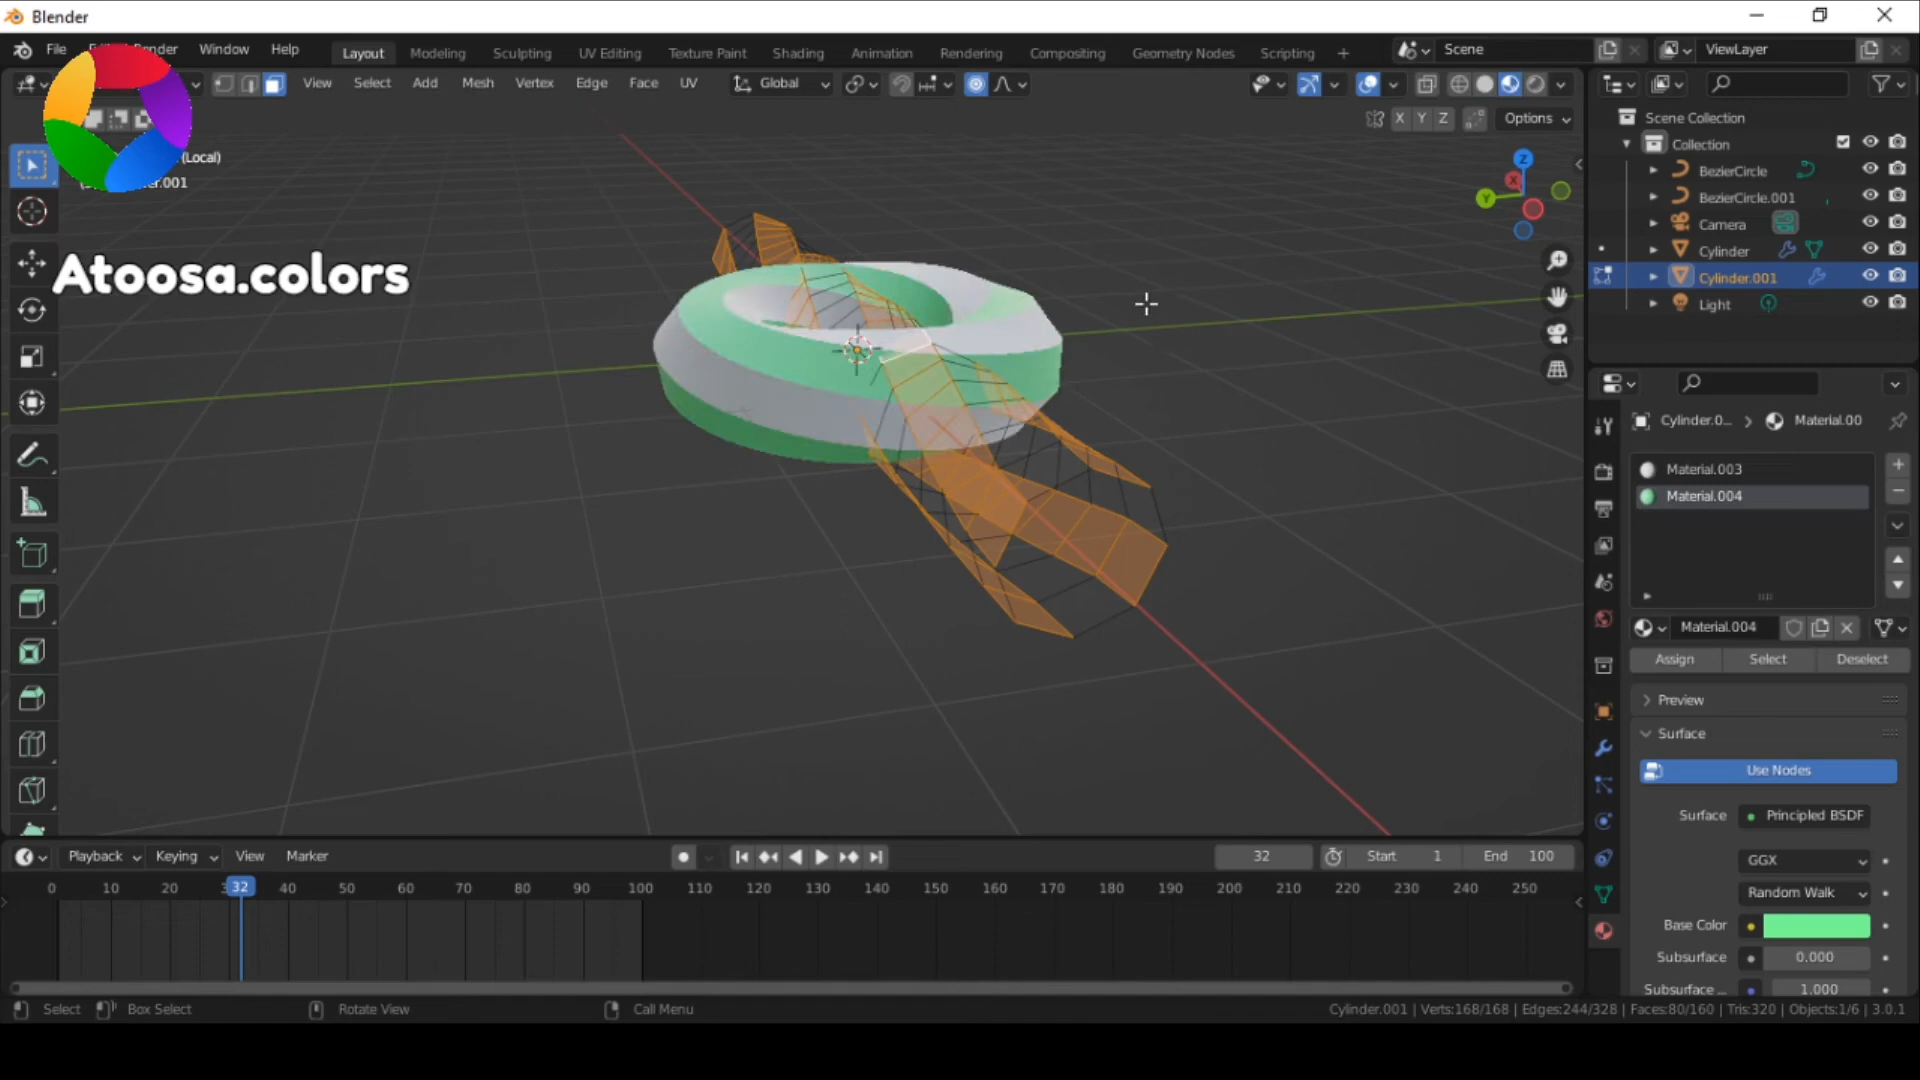 Blender
File Render Window Help
Layout Modeling Sculpting UV Editing Texture Paint Shading Animation Rendering Compositing Geometry Nodes Scripting +
Scene
ViewLayer
View Select Add Mesh Vertex Edge Face UV
Global
X Y Z
Options
(Local)
Atoosa.colors
Z
X
Y
Scene Collection
Collection
BezierCircle
BezierCircle.001
Camera
Cylinder
Cylinder.001
Light
Cylinder.0... > Material.00
Material.003
Material.004
Material.004
Assign Select Deselect
Preview
Surface
Use Nodes
Surface Principled BSDF
GGX
Random Walk
Base Color
Subsurface 0.000
Subsurface ... 1.000
Playback Keying View Marker
32
Start 1 End 100
0 10 20 32 40 50 60 70 80 90 100 110 120 130 140 150 160 170 180 190 200 210 220 230 240 250
Select Box Select Rotate View Call Menu
Cylinder.001 | Verts:168/168 | Edges:244/328 | Faces:80/160 | Tris:320 | Objects:1/6 | 3.0.1